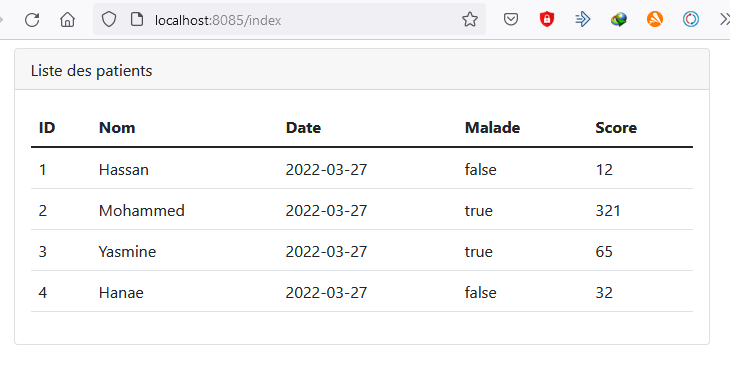 localhost:8085/index
Liste des patients
ID Nom Date Malade Score
1 Hassan 2022-03-27 false 12
2 Mohammed 2022-03-27 true 321
3 Yasmine 2022-03-27 true 65
4 Hanae 2022-03-27 false 32